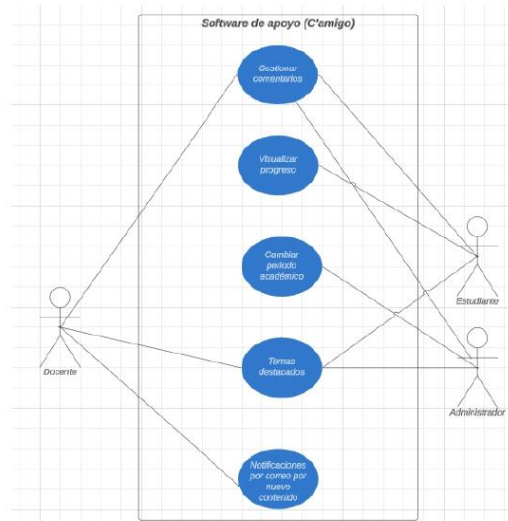 Software de apoyo (C'amigo)
Gestionar
comentarios
Visualizar
progreso
Cambiar
periodo
académico
Temas
destacados
Notificaciones
por correo por
nuevo
contenido
Docente
Estudiante
Administrador